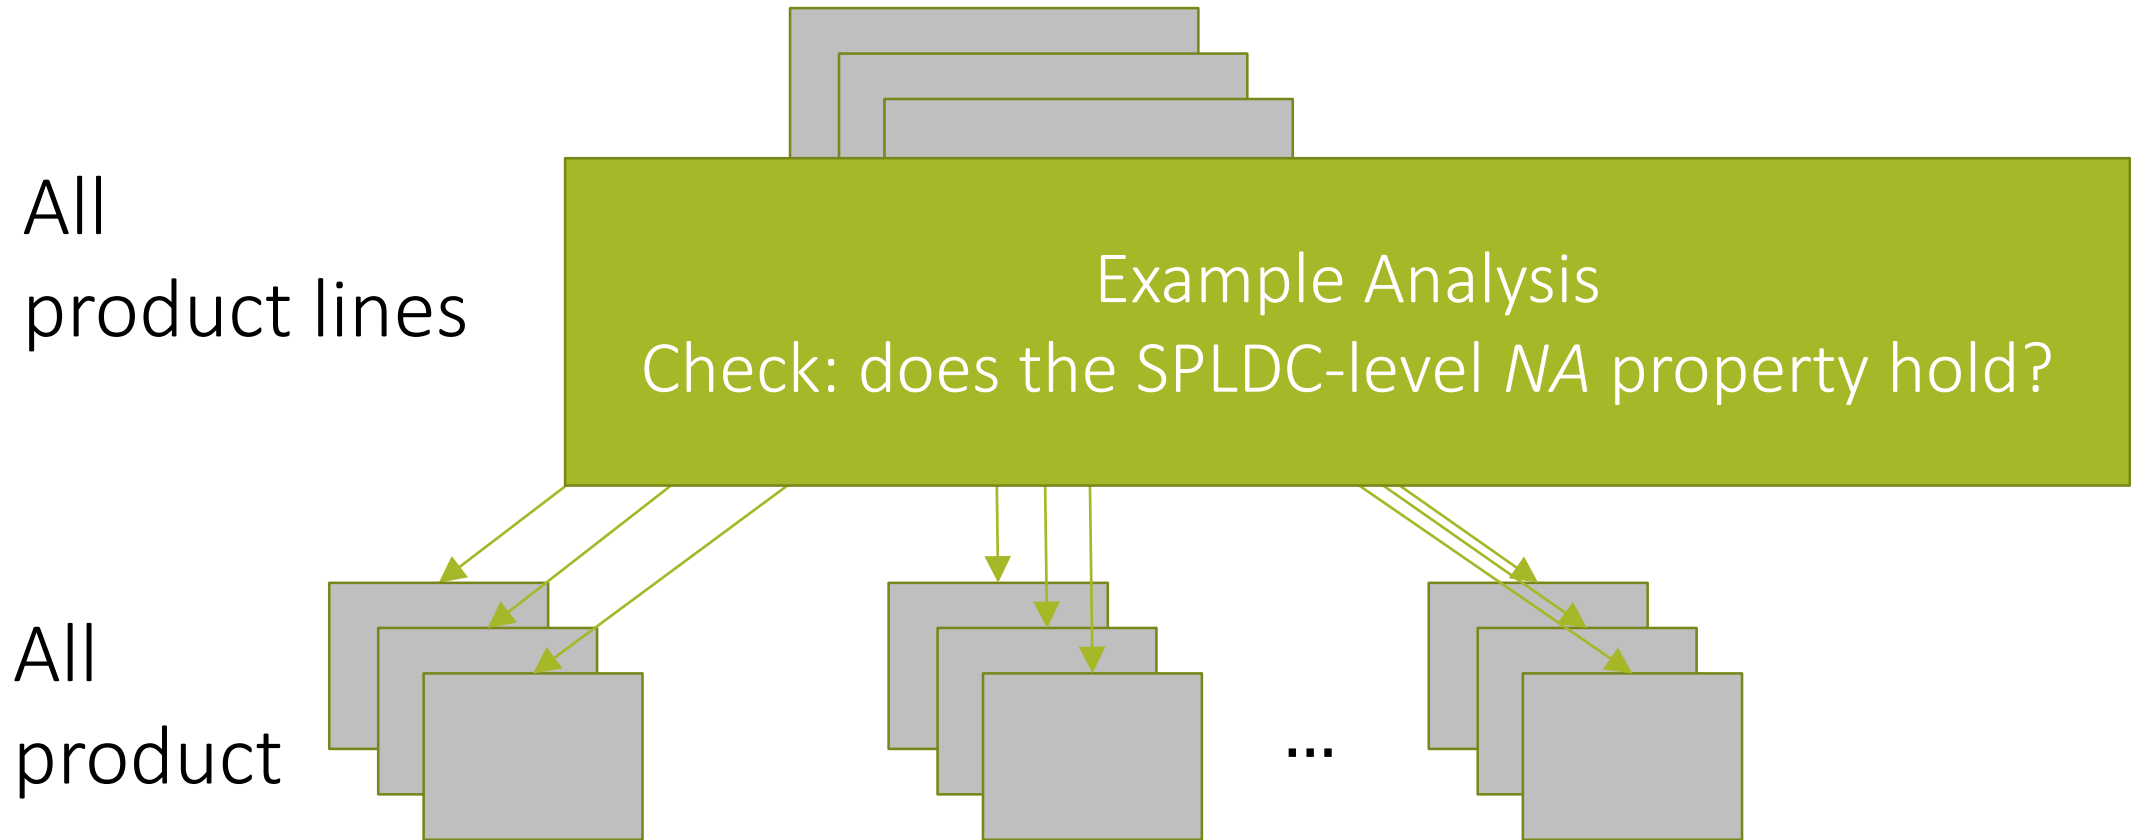 All
product lines
Example Analysis
Check: does the SPLDC-level NA property hold?
All
product
...